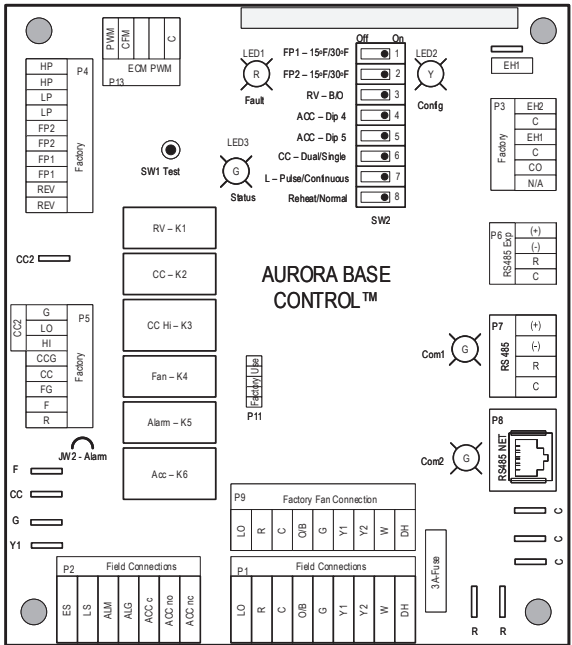 PWM
CFM
C
P13
ECM PWM
LED1
R
Fault
Off
On
FP1 – 15ºF/30ºF
1
FP2 – 15ºF/30ºF
2
RV – B/O
3
ACC – Dip 4
4
ACC – Dip 5
5
CC – Dual/Single
6
L – Pulse/Continuous
7
Reheat/Normal
8
SW2
LED2
Y
Config
EH1
P4
HP
HP
LP
LP
FP2
FP2
FP1
FP1
REV
REV
Factory
SW1 Test
LED3
G
Status
P3
Factory
EH2
C
EH1
C
CO
N/A
P6
RS485 Exp
(+)
(-)
R
C
CC2
RV – K1
CC – K2
CC Hi – K3
Fan – K4
Alarm – K5
Acc – K6
AURORA BASE
CONTROL™
CC2
P5
G
LO
HI
CCG
CC
FG
F
R
Factory
JW2 - Alarm
Factory Use
P11
Com1
G
P7
RS 485
(+)
(-)
R
C
Com2
G
P8
RS485 NET
F
CC
G
Y1
P9
Factory Fan Connection
LO
R
C
O/B
G
Y1
Y2
W
DH
P2
Field Connections
ES
LS
ALM
ALG
ACC c
ACC no
ACC nc
P1
Field Connections
LO
R
C
O/B
G
Y1
Y2
W
DH
3A-Fuse
C
C
C
R
R